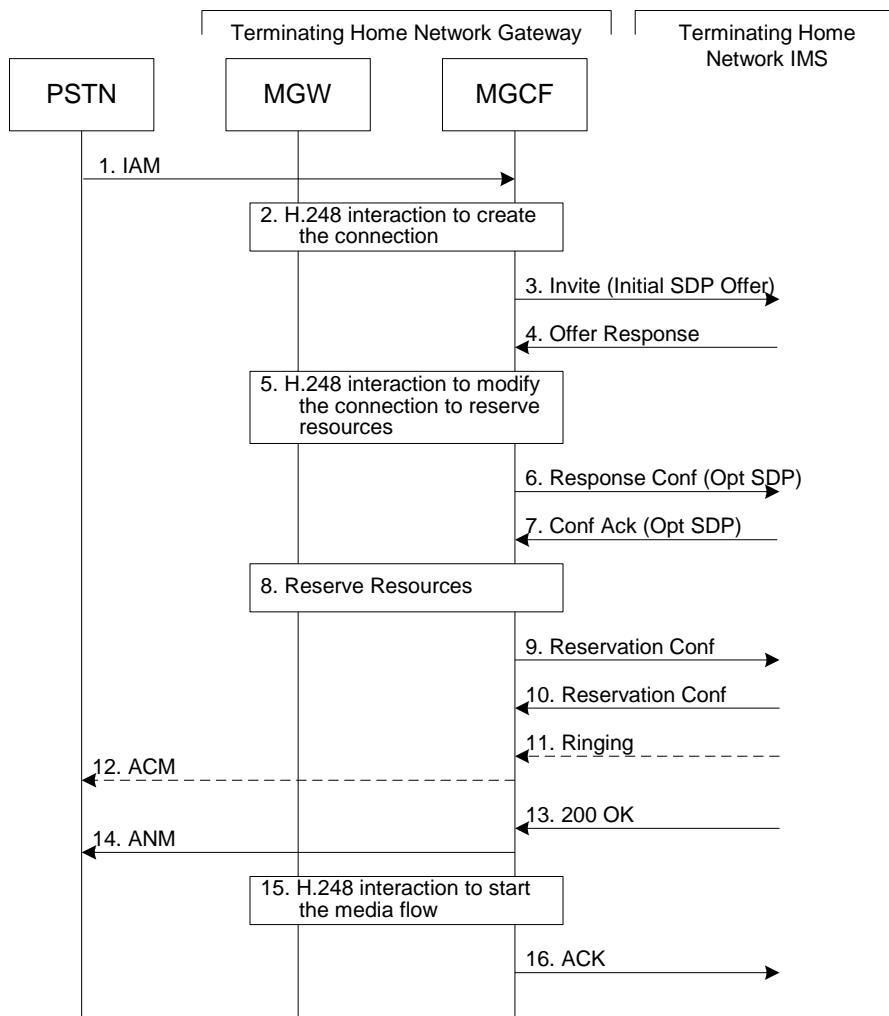 Terminating Home Network Gateway
Terminating Home
Network IMS
PSTN
MGW
MGCF
1. IAM
2. H.248 interaction to create
the connection
3. Invite (Initial SDP Offer)
4. Offer Response
5. H.248 interaction to modify
the connection to reserve
resources
6. Response Conf (Opt SDP)
7. Conf Ack (Opt SDP)
8. Reserve Resources
9. Reservation Conf
10. Reservation Conf
11. Ringing
12. ACM
13. 200 OK
14. ANM
15. H.248 interaction to start
the media flow
16. ACK